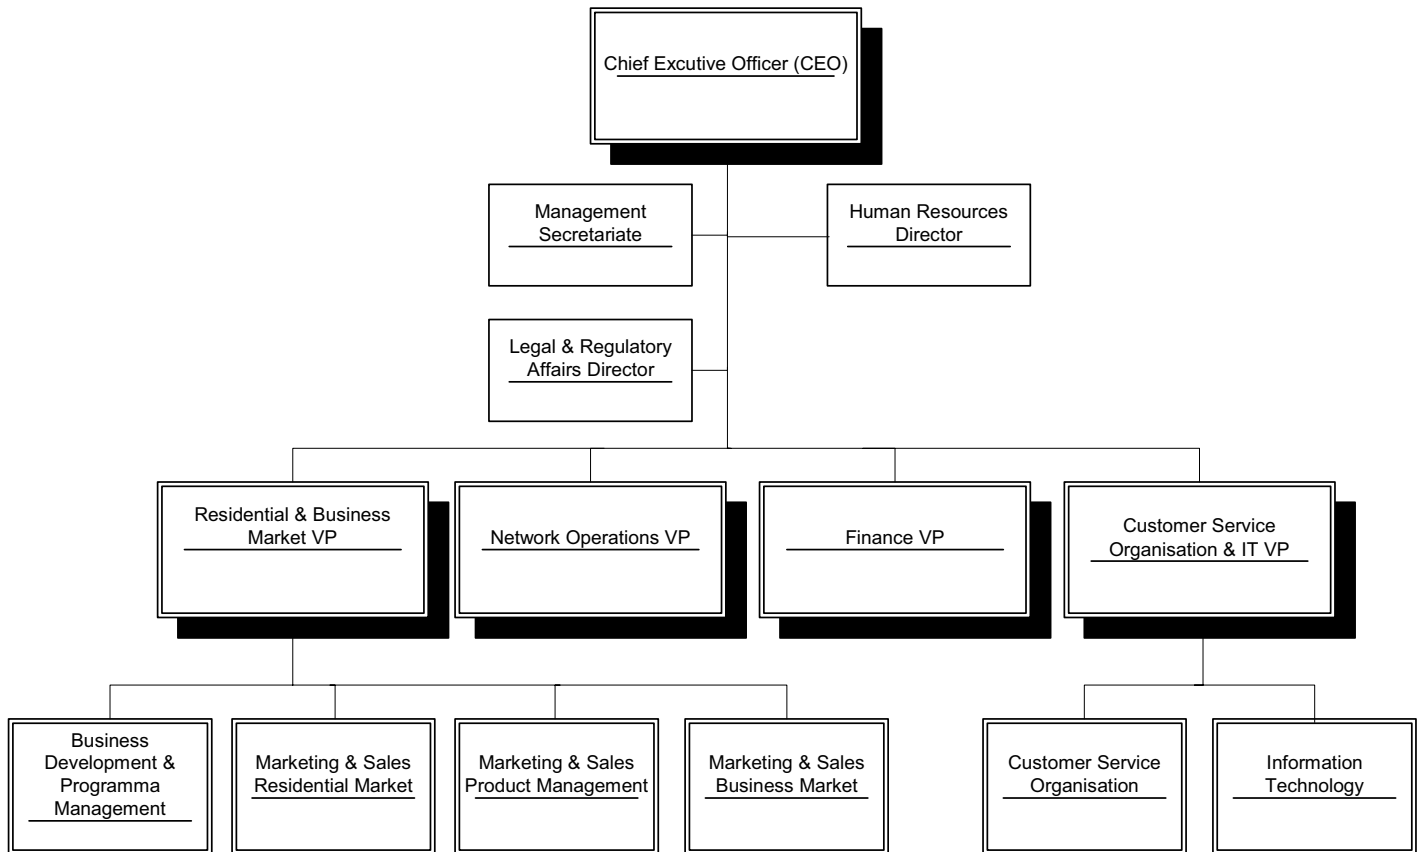 Chief Excutive Officer (CEO)
Management
Secretariate
Human Resources
Director
Legal & Regulatory
Affairs Director
Residential & Business
Market VP
Network Operations VP
Finance VP
Customer Service
Organisation & IT VP
Business
Development &
Programma
Management
Marketing & Sales
Residential Market
Marketing & Sales
Product Management
Marketing & Sales
Business Market
Customer Service
Organisation
Information
Technology